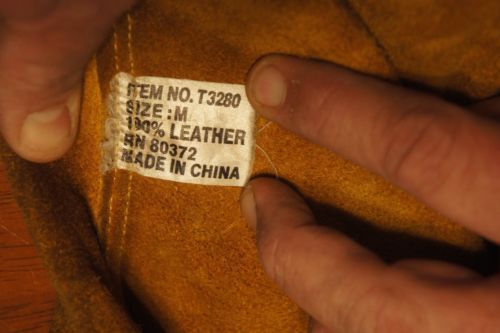 ITEM NO. T3280
SIZE : M
100% LEATHER
RN 80372
MADE IN CHINA